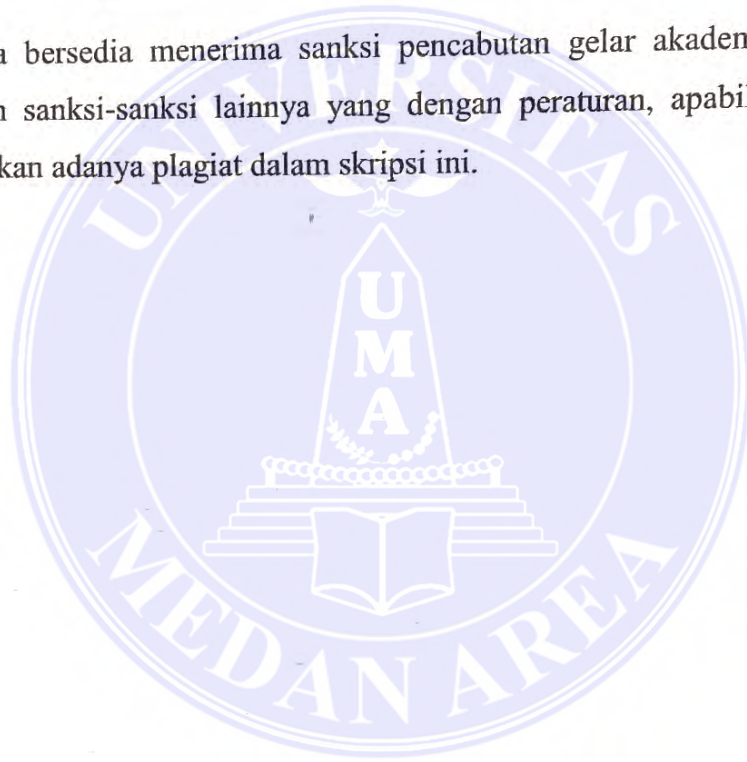 a bersedia menerima sanksi pencabutan gelar akadem
n sanksi-sanksi lainnya yang dengan peraturan, apabil
kan adanya plagiat dalam skripsi ini.
UNIVERSITAS
U
M
A
MEDAN AREA